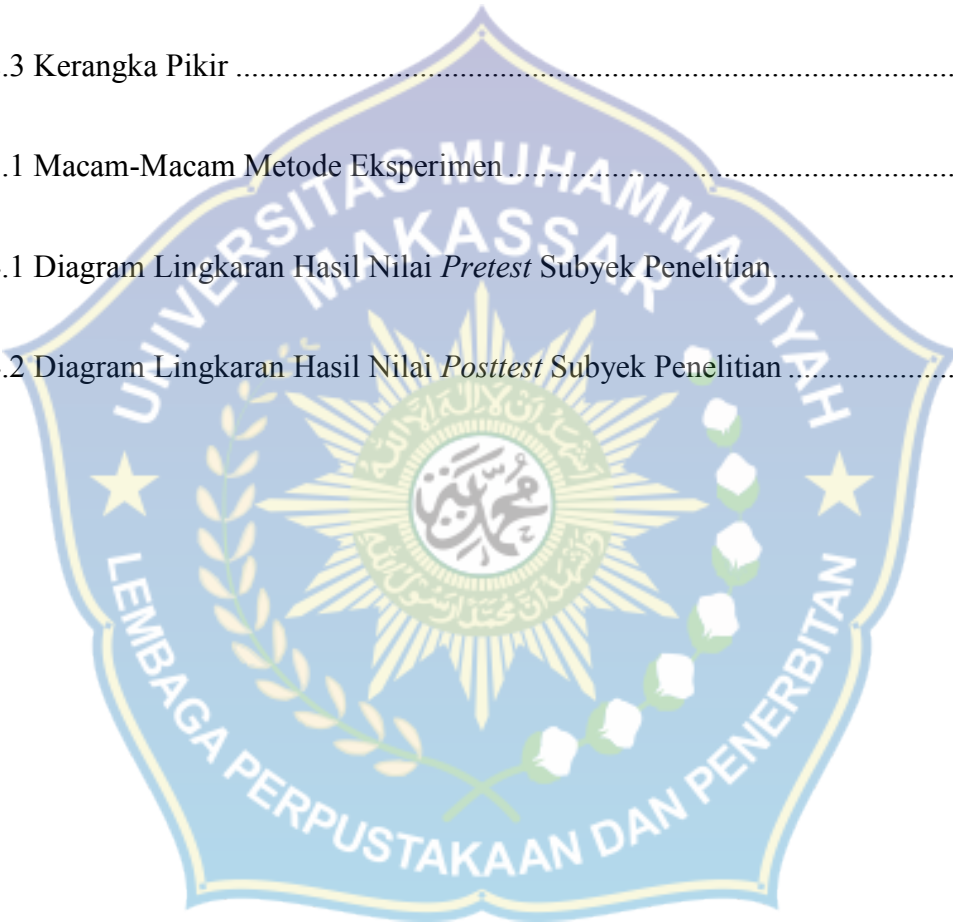 .3 Kerangka Pikir ........................................................................................
.1 Macam-Macam Metode Eksperimen ........................................................
.1 Diagram Lingkaran Hasil Nilai Pretest Subyek Penelitian.......................
.2 Diagram Lingkaran Hasil Nilai Posttest Subyek Penelitian .....................
UNIVERSITAS MUHAMMADIYAH
MAKASSAR
LEMBAGA PERPUSTAKAAN DAN PENERBITAN